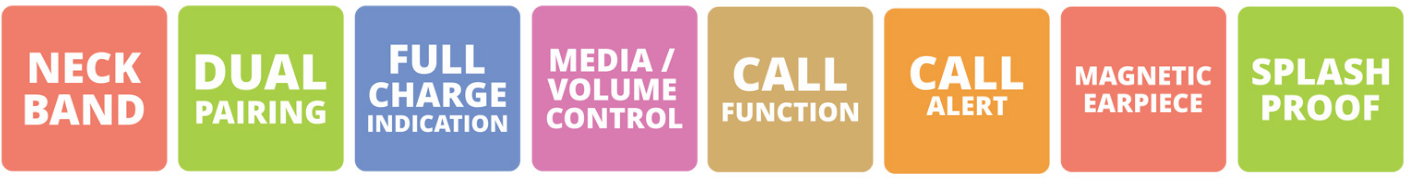 NECK
BAND
DUAL
PAIRING
FULL
CHARGE
INDICATION
MEDIA /
VOLUME
CONTROL
CALL
FUNCTION
CALL
ALERT
MAGNETIC
EARPIECE
SPLASH
PROOF